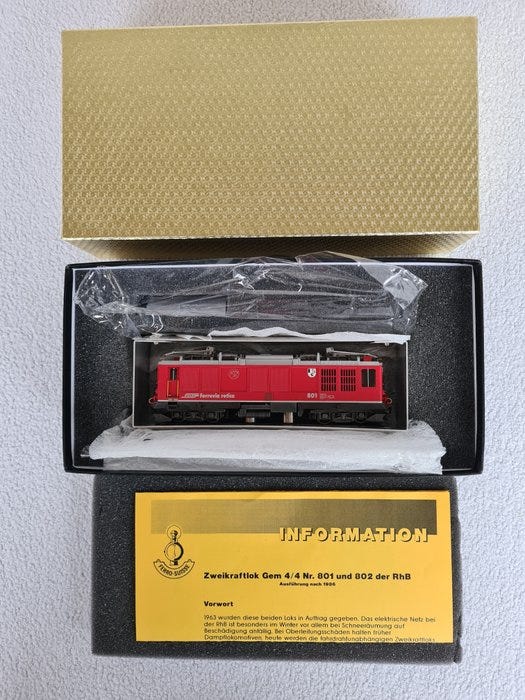 ferrovia retica
801
INFORMATION
FERRO-SUISSE
Zweikraftlok Gem 4/4 Nr. 801 und 802 der RhB
Ausführung nach 1986
Vorwort
1963 wurden diese beiden Loks in Auftrag gegeben. Das elektrische Netz bei
der RhB ist besonders im Winter vor allem bei Schneeräumung auf
Beschädigung anfällig. Bei Oberleitungsschäden halfen früher
Dampflokomotiven, heute werden die fahrdrahtunabhängigen Zweikraftloks